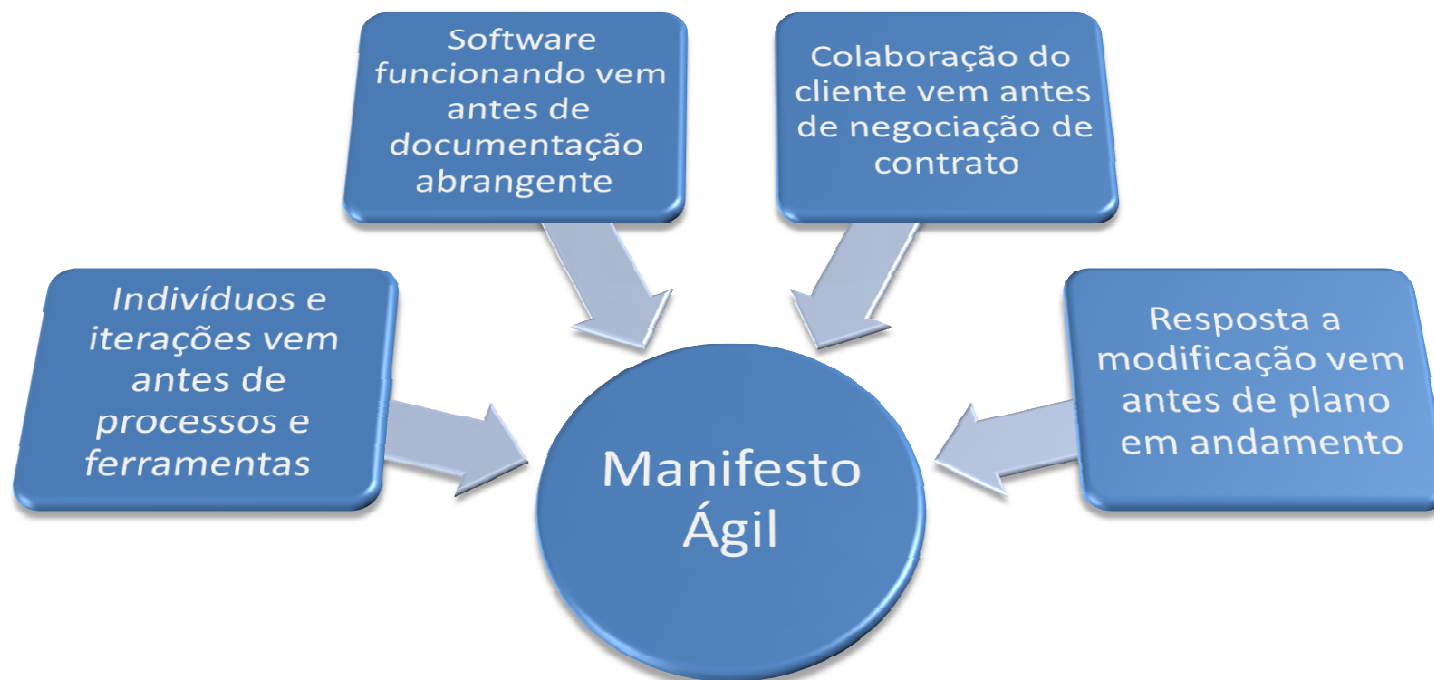 Software
funcionando vem
antes de
documentação
abrangente
Colaboração do
cliente vem antes
de negociação de
contrato
Indivíduos e
iterações vem
antes de
processos e
ferramentas
Resposta a
modificação vem
antes de plano
em andamento
Manifesto
Ágil